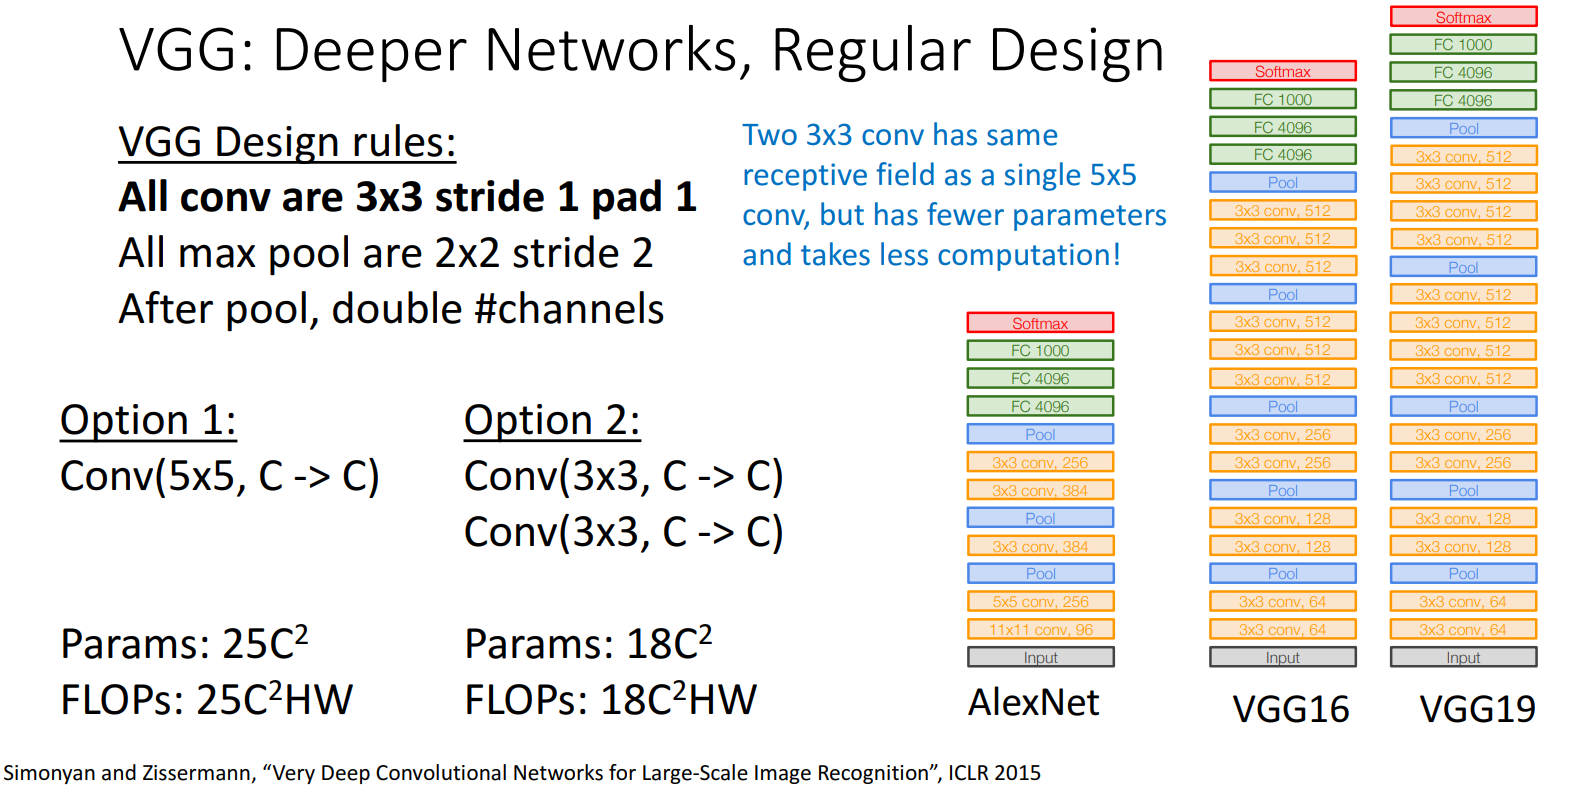 VGG: Deeper Networks, Regular Design
VGG Design rules:
All conv are 3x3 stride 1 pad 1
All max pool are 2x2 stride 2
After pool, double #channels
Two 3x3 conv has same
receptive field as a single 5x5
conv, but has fewer parameters
and takes less computation!
Option 1:
Conv(5x5, C -> C)
Params: 25C²
FLOPs: 25C²HW
Option 2:
Conv(3x3, C -> C)
Conv(3x3, C -> C)
Params: 18C²
FLOPs: 18C²HW
Softmax
FC 1000
FC 4096
FC 4096
Pool
3x3 conv, 256
3x3 conv, 384
Pool
3x3 conv, 384
Pool
5x5 conv, 256
11x11 conv, 96
Input
AlexNet
Softmax
FC 1000
FC 4096
FC 4096
Pool
3x3 conv, 512
3x3 conv, 512
3x3 conv, 512
Pool
3x3 conv, 512
3x3 conv, 512
3x3 conv, 512
Pool
3x3 conv, 256
3x3 conv, 256
Pool
3x3 conv, 128
3x3 conv, 128
Pool
3x3 conv, 64
3x3 conv, 64
Input
VGG16
Softmax
FC 1000
FC 4096
FC 4096
Pool
3x3 conv, 512
3x3 conv, 512
3x3 conv, 512
3x3 conv, 512
Pool
3x3 conv, 512
3x3 conv, 512
3x3 conv, 512
3x3 conv, 512
Pool
3x3 conv, 256
3x3 conv, 256
Pool
3x3 conv, 128
3x3 conv, 128
Pool
3x3 conv, 64
3x3 conv, 64
Input
VGG19
Simonyan and Zissermann, “Very Deep Convolutional Networks for Large-Scale Image Recognition”, ICLR 2015